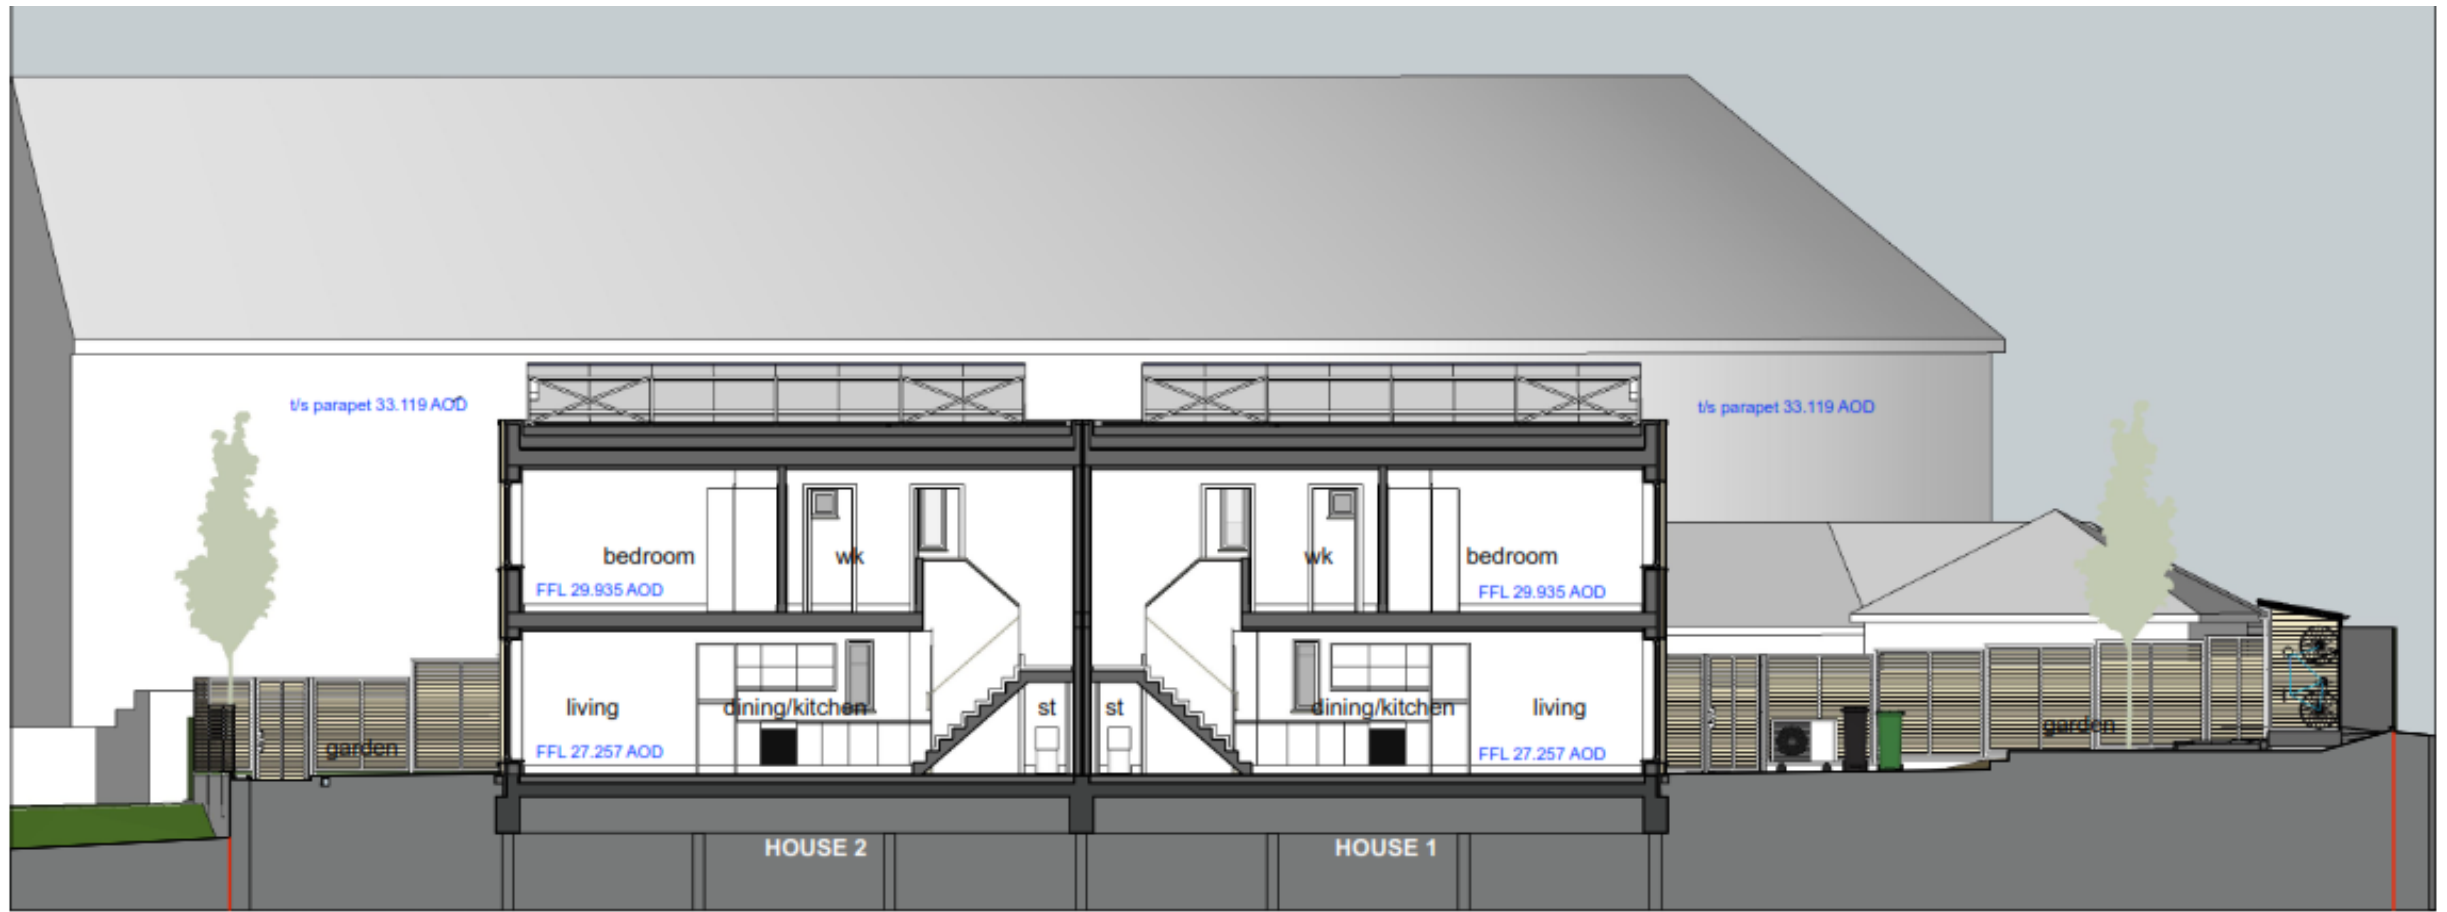 t/s parapet 33.119 AOD
t/s parapet 33.119 AOD
bedroom
wk
wk
bedroom
FFL 29.935 AOD
FFL 29.935 AOD
living
dining/kitchen
st
st
dining/kitchen
living
garden
garden
FFL 27.257 AOD
FFL 27.257 AOD
HOUSE 2
HOUSE 1